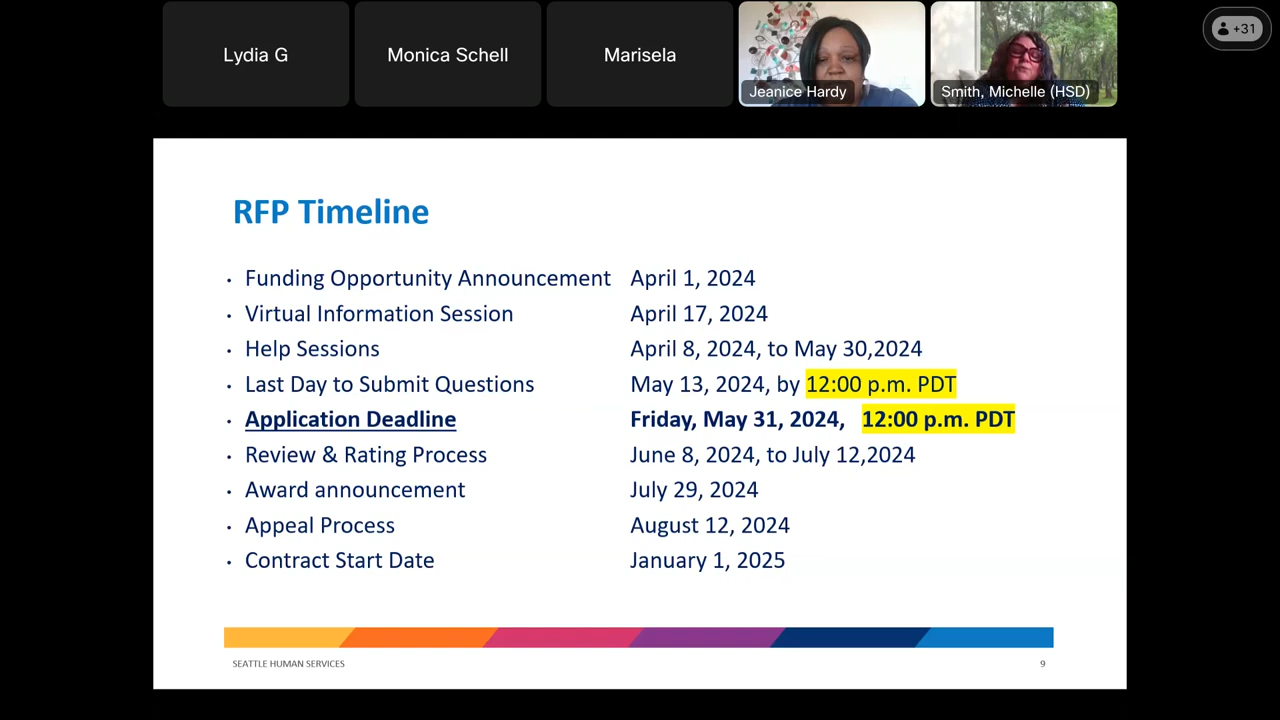 Lydia G
Monica Schell
Marisela
Jeanice Hardy
Smith, Michelle (HSD)
+31
RFP Timeline
• Funding Opportunity Announcement April 1, 2024
• Virtual Information Session April 17, 2024
• Help Sessions April 8, 2024, to May 30,2024
• Last Day to Submit Questions May 13, 2024, by 12:00 p.m. PDT
• Application Deadline Friday, May 31, 2024, 12:00 p.m. PDT
• Review & Rating Process June 8, 2024, to July 12,2024
• Award announcement July 29, 2024
• Appeal Process August 12, 2024
• Contract Start Date January 1, 2025
SEATTLE HUMAN SERVICES
9